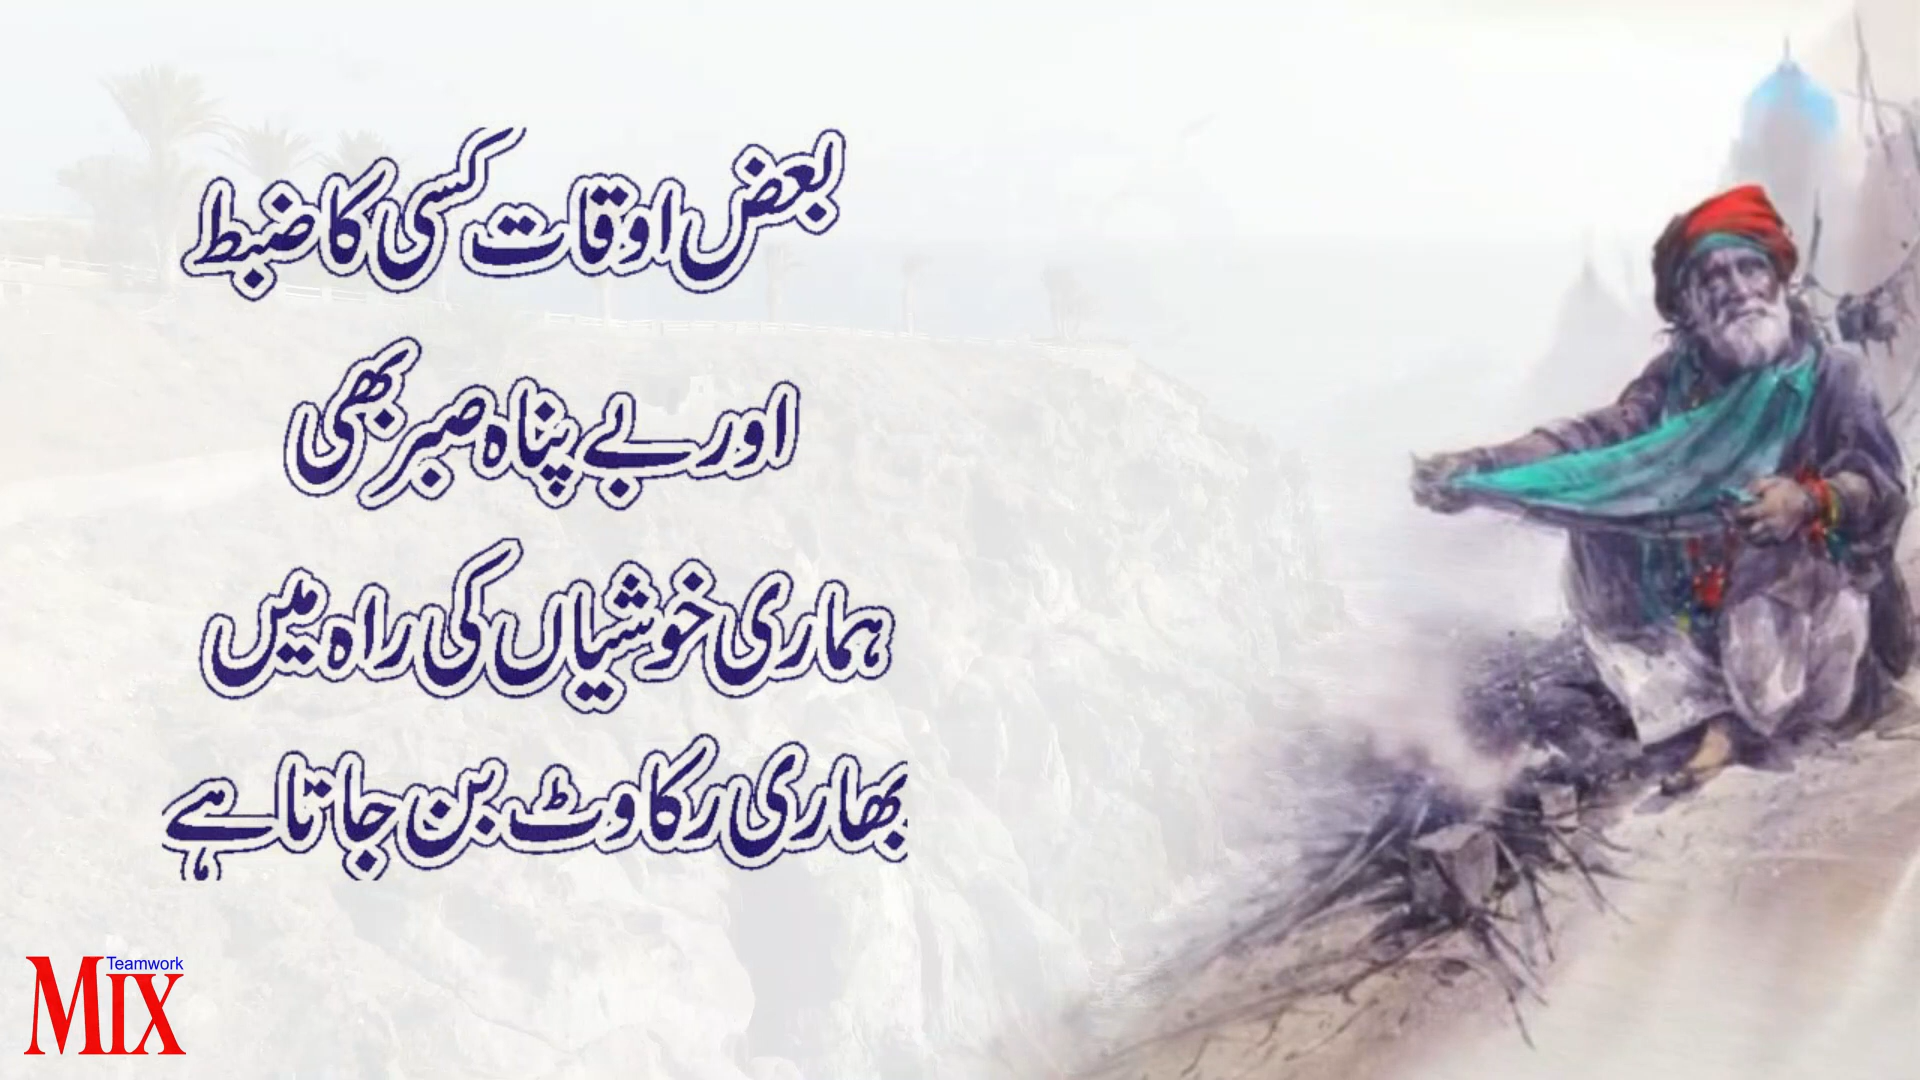 بعض اوقات کسی کا ضبط
اور بے پناہ صبر بھی
ہماری خوشیاں کی راہ میں
بھاری رکاوٹ بن جاتا ہے
Teamwork
MIX